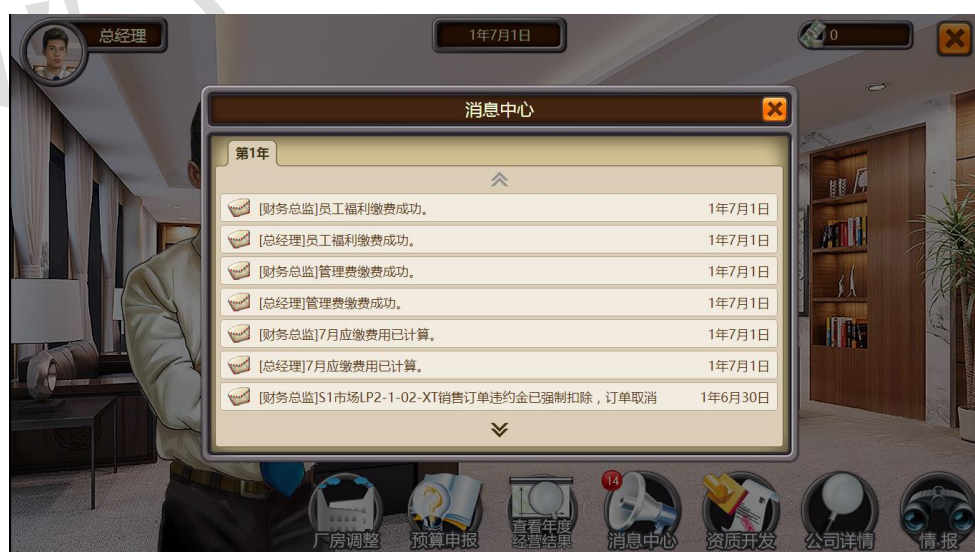 总经理
1年7月1日
0
消息中心
第1年
[财务总监]员工福利缴费成功。
1年7月1日
[总经理]员工福利缴费成功。
1年7月1日
[财务总监]管理费缴费成功。
1年7月1日
[总经理]管理费缴费成功。
1年7月1日
[财务总监]7月应缴费用已计算。
1年7月1日
[总经理]7月应缴费用已计算。
1年7月1日
[财务总监]S1市场LP2-1-02-XT销售订单违约金已强制扣除，订单取消
1年6月30日
14
厂房调整
预算申报
查看年度
经营结果
消息中心
资质开发
公司详情
情报